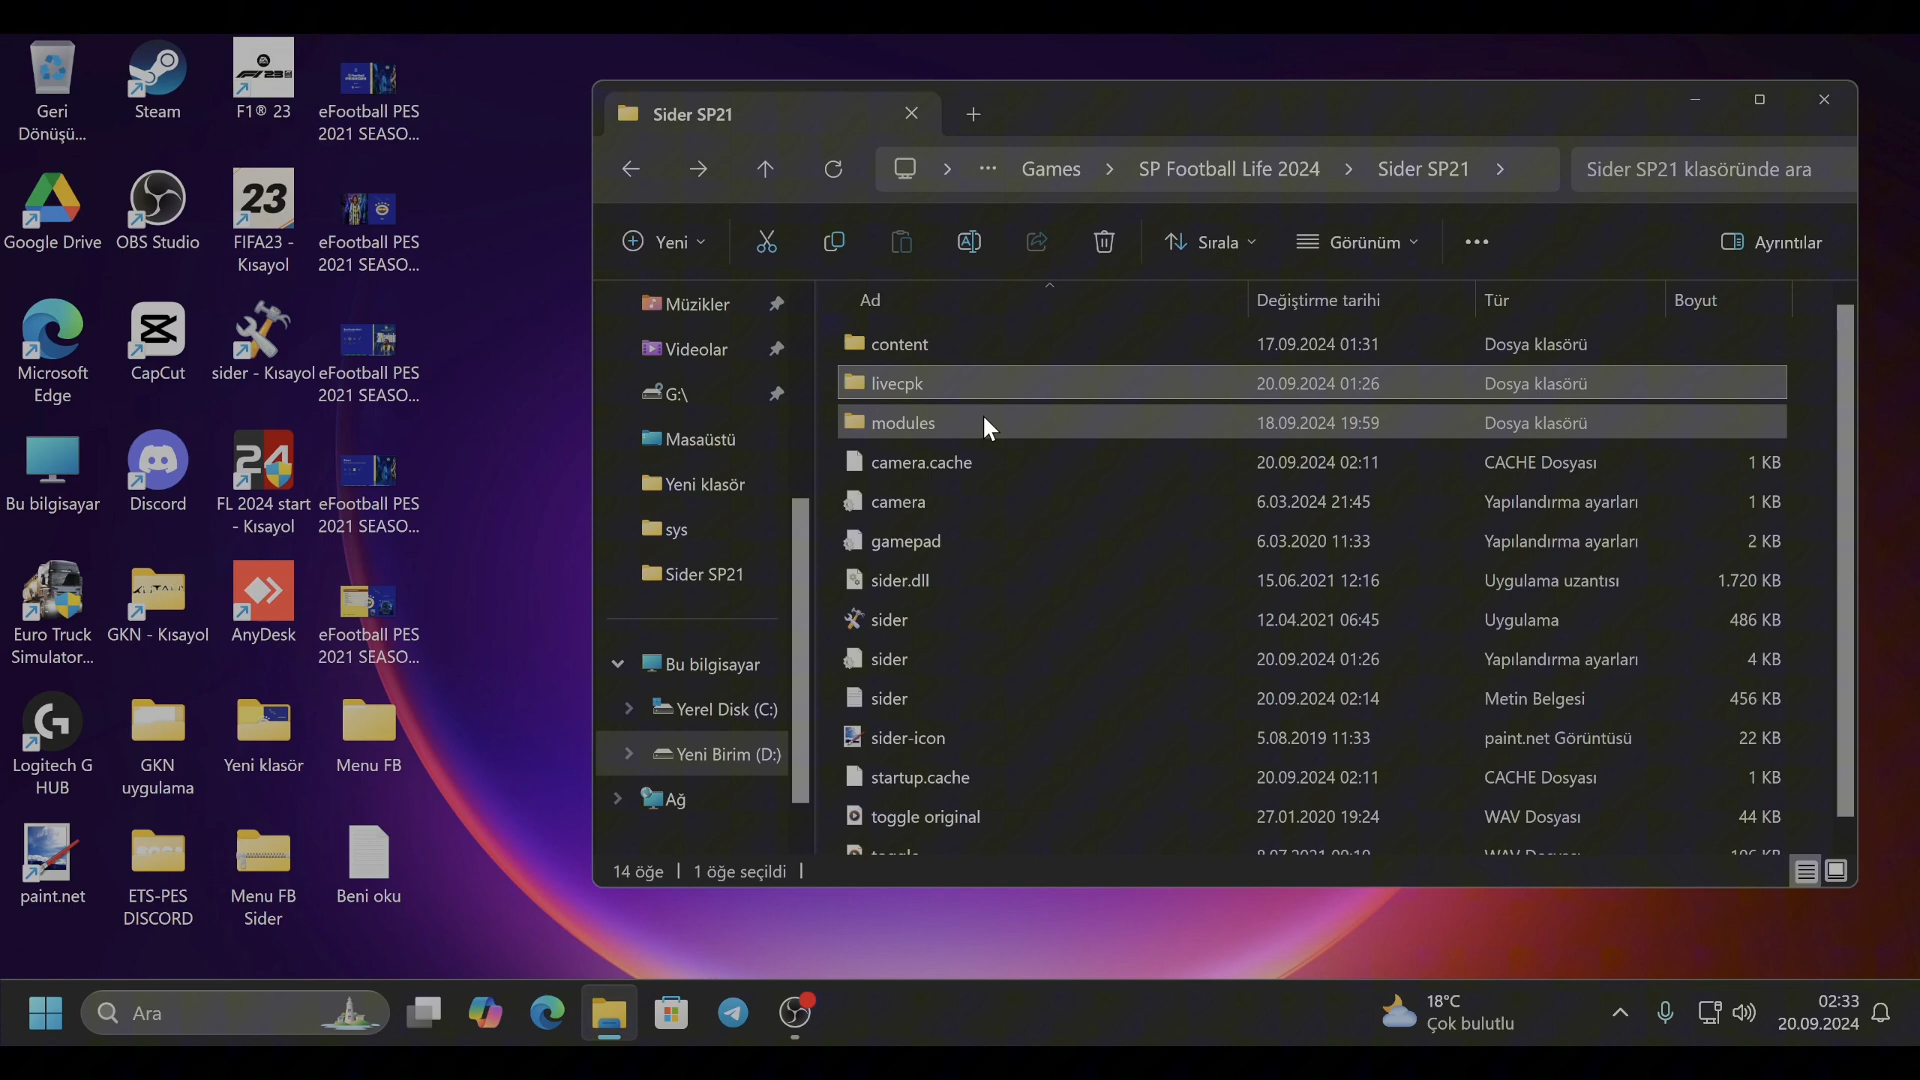 Geri
Dönüşü...
Steam
F1® 23
eFootball PES
2021 SEASO...
Google Drive
OBS Studio
23
FIFA23 -
Kısayol
eFootball PES
2021 SEASO...
Microsoft
Edge
CapCut
sider - Kısayol
eFootball PES
2021 SEASO...
Bu bilgisayar
Discord
24
FL 2024 start
- Kısayol
eFootball PES
2021 SEASO...
Euro Truck
Simulator...
GKN - Kısayol
AnyDesk
eFootball PES
2021 SEASO...
Logitech G
HUB
GKN
uygulama
Yeni klasör
Menu FB
paint.net
ETS-PES
DISCORD
Menu FB
Sider
Beni oku
Sider SP21
Games
SP Football Life 2024
Sider SP21
Sider SP21 klasöründe ara
Yeni
Sırala
Görünüm
Ayrıntılar
Müzikler
Videolar
G:\
Masaüstü
Yeni klasör
sys
Sider SP21
Bu bilgisayar
Yerel Disk (C:)
Yeni Birim (D:)
Ağ
Ad Değiştirme tarihi Tür Boyut
content 17.09.2024 01:31 Dosya klasörü
livecpk 20.09.2024 01:26 Dosya klasörü
modules 18.09.2024 19:59 Dosya klasörü
camera.cache 20.09.2024 02:11 CACHE Dosyası 1 KB
camera 6.03.2024 21:45 Yapılandırma ayarları 1 KB
gamepad 6.03.2020 11:33 Yapılandırma ayarları 2 KB
sider.dll 15.06.2021 12:16 Uygulama uzantısı 1.720 KB
sider 12.04.2021 06:45 Uygulama 486 KB
sider 20.09.2024 01:26 Yapılandırma ayarları 4 KB
sider 20.09.2024 02:14 Metin Belgesi 456 KB
sider-icon 5.08.2019 11:33 paint.net Görüntüsü 22 KB
startup.cache 20.09.2024 02:11 CACHE Dosyası 1 KB
toggle original 27.01.2020 19:24 WAV Dosyası 44 KB
14 öğe
1 öğe seçildi
Ara
18°C
Çok bulutlu
02:33
20.09.2024